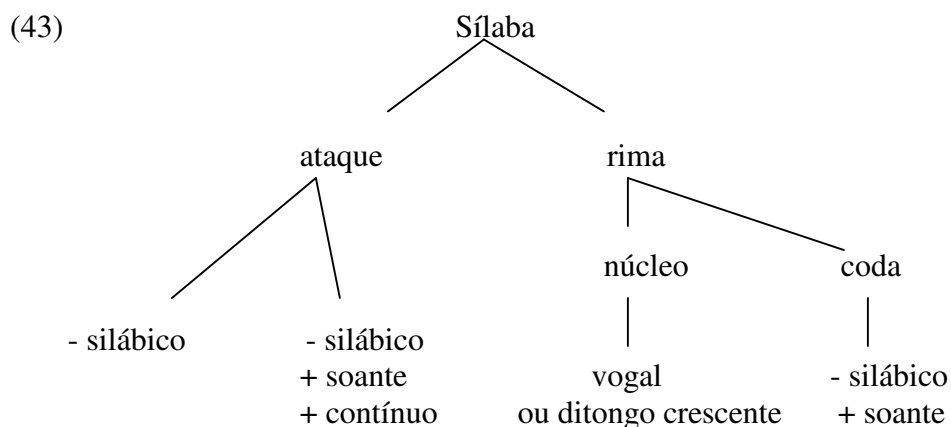 (43) Sílaba
ataque rima
núcleo coda
- silábico - silábico
+ soante vogal - silábico
+ contínuo ou ditongo crescente + soante